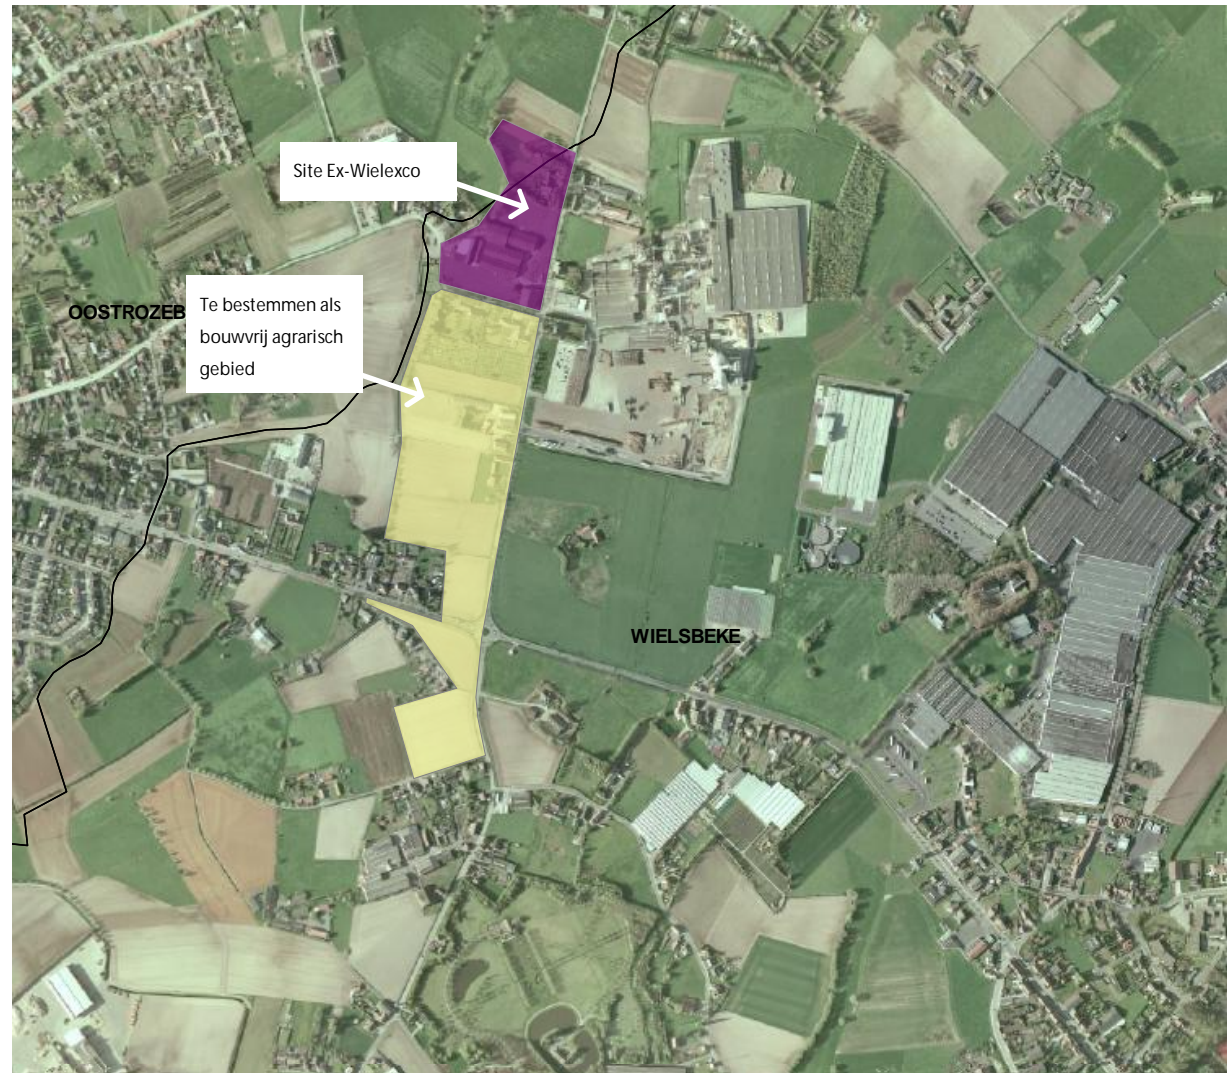 Site Ex-Wielexco
Te bestemmen als
bouwvrij agrarisch
gebied
OOSTROZEB
WIELSBEKE